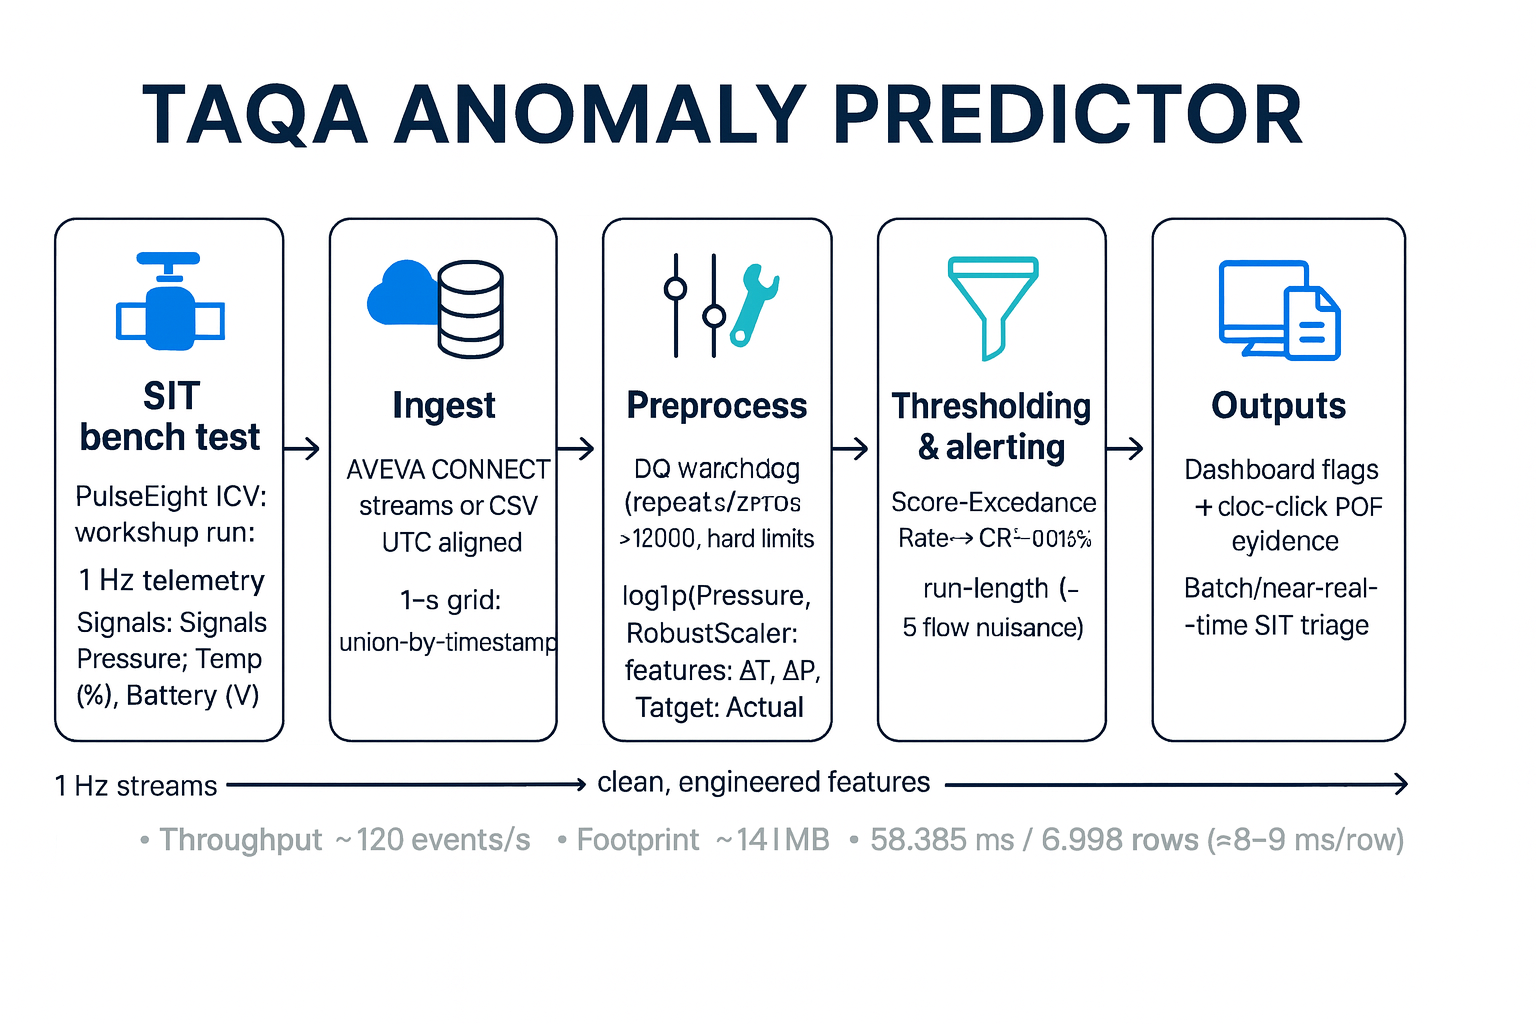 TAQA ANOMALY PREDICTOR
SIT
bench test
PulseEight ICV:
workshup run:
1 Hz telemetry
Signals: Signals
Pressure; Temp
(%), Battery (V)
Ingest
AVEVA CONNECT
streams or CSV
UTC aligned
1–s grid:
union-by-timestamp
Preprocess
DQ
(repeats/
>12000, hard limits
log1p(Pressure,
RobustScaler:
features: ΔT, ΔP,
Tatget: Actual
Thresholding
& alerting
Score-Excedance
Rate→
run-length (–
5 flow nuisance)
Outputs
Dashboard flags
+ cloc-click POF
eyidence
Batch/near-real-
-time SIT triage
1 Hz streams
clean, engineered features
• Throughput ~120 events/s • Footprint ~141MB • 58.385 ms / 6.998 rows (≈8–9 ms/row)